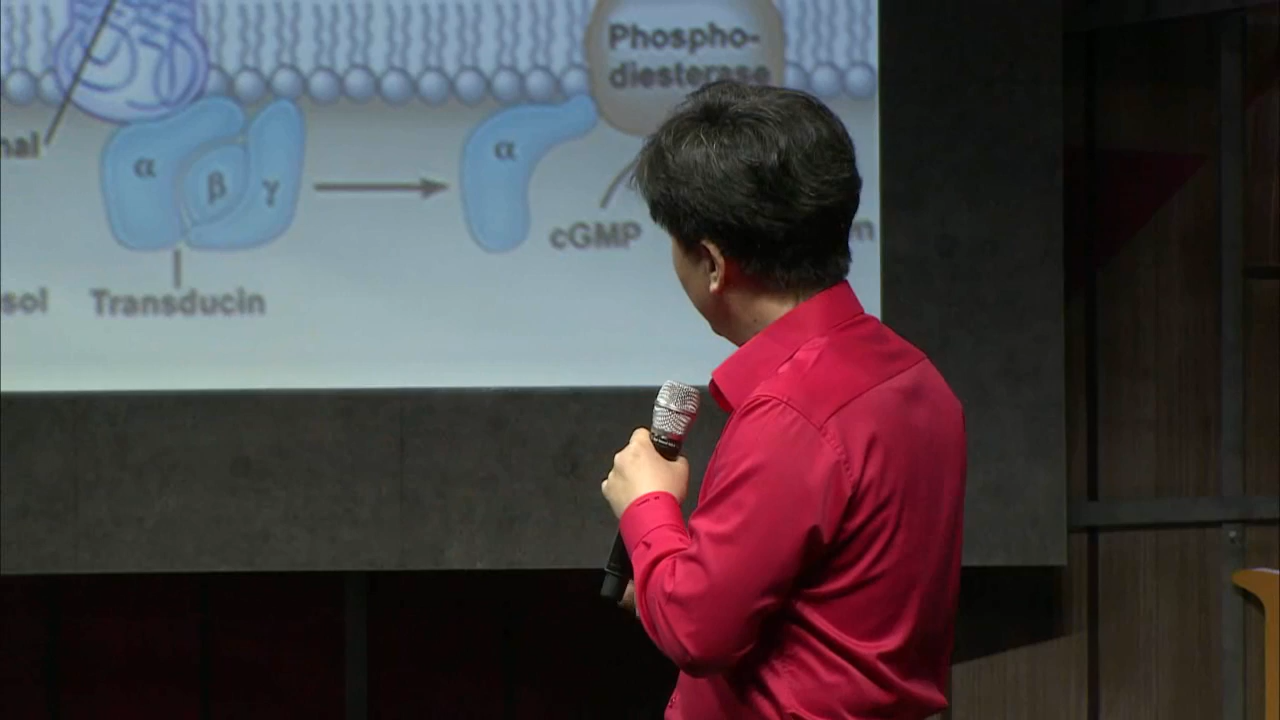 Phospho-
diesterase
nal
α
α
β
γ
cGMP
n
sol
Transducin